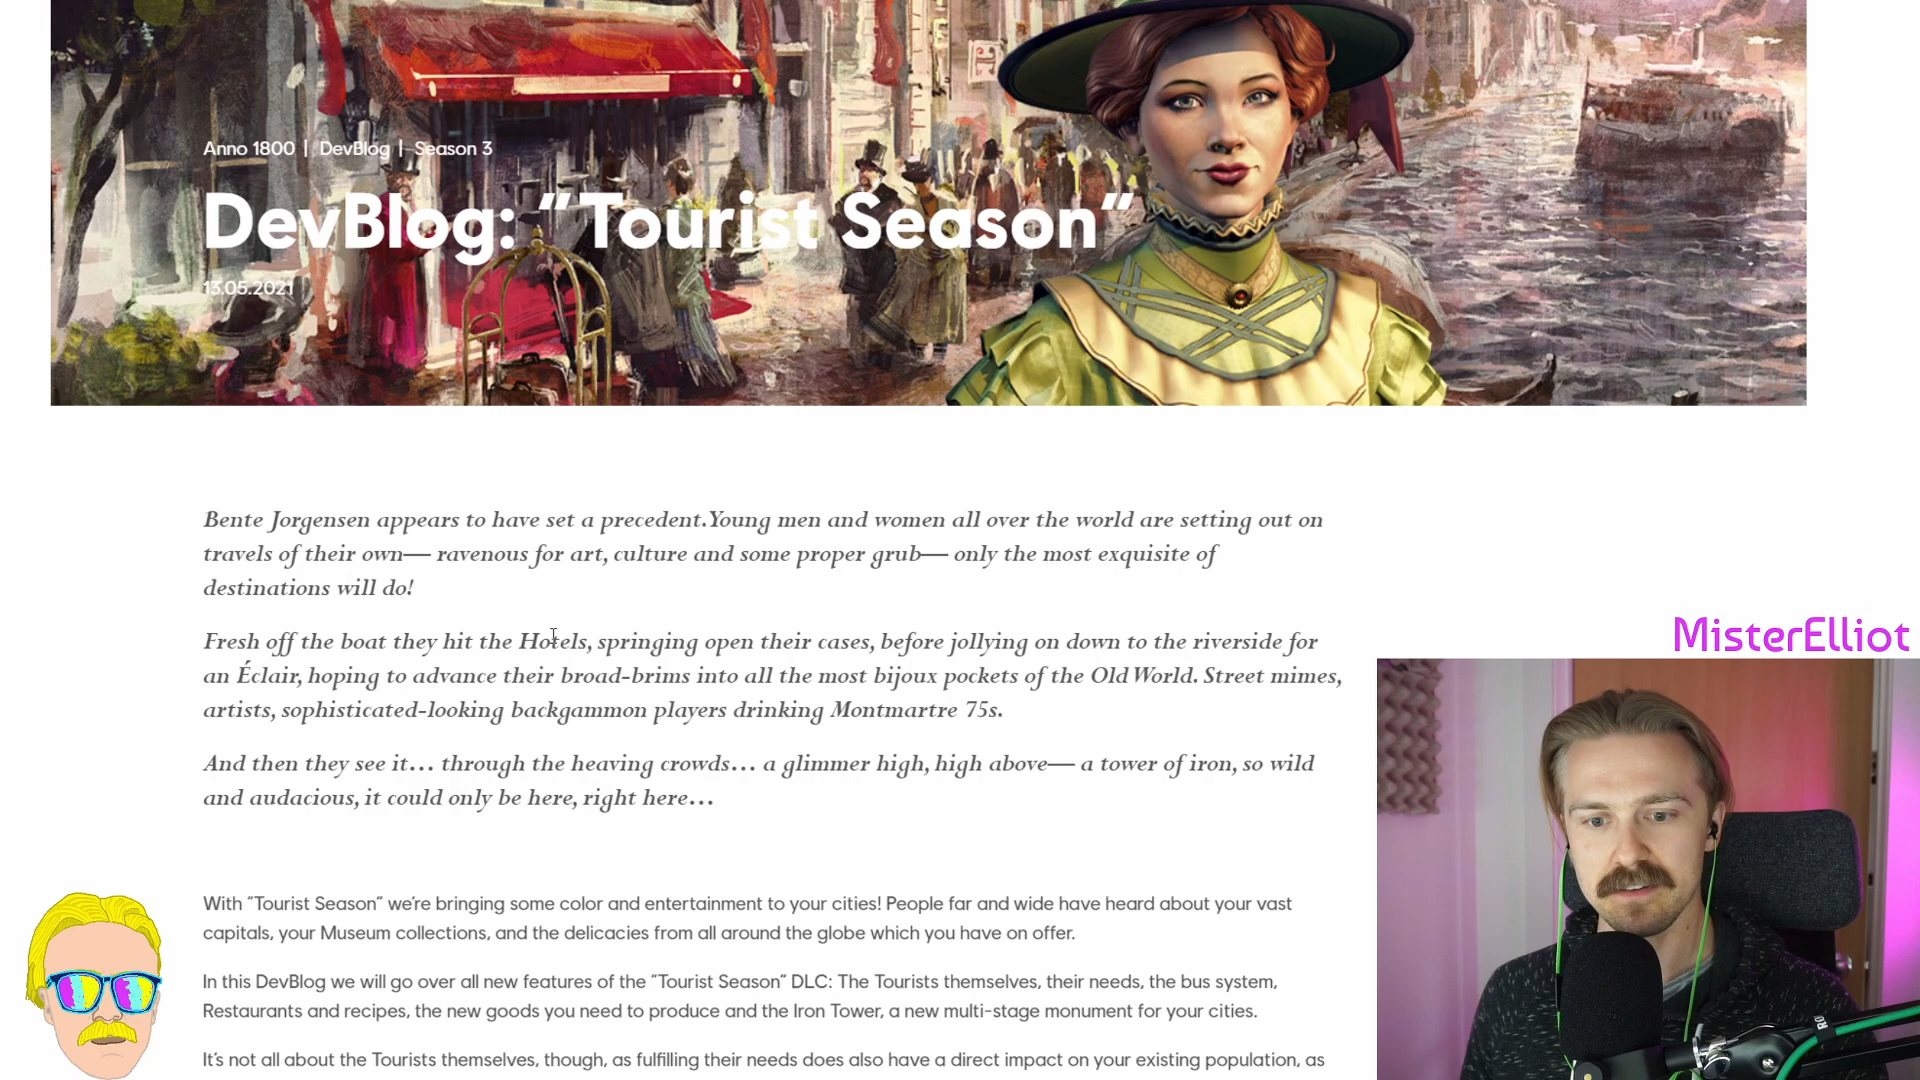 Anno 1800 | DevBlog | Season 3
DevBlog: “Tourist Season”
13.05.2021
Bente Jorgensen appears to have set a precedent.Young men and women all over the world are setting out on
travels of their own— ravenous for art, culture and some proper grub— only the most exquisite of
destinations will do!
Fresh off the boat they hit the Hotels, springing open their cases, before jollying on down to the riverside for
an Éclair, hoping to advance their broad-brims into all the most bijoux pockets of the Old World. Street mimes,
artists, sophisticated-looking backgammon players drinking Montmartre 75s.
And then they see it… through the heaving crowds… a glimmer high, high above— a tower of iron, so wild
and audacious, it could only be here, right here…
MisterElliot
With “Tourist Season” we’re bringing some color and entertainment to your cities! People far and wide have heard about your vast
capitals, your Museum collections, and the delicacies from all around the globe which you have on offer.
In this DevBlog we will go over all new features of the “Tourist Season” DLC: The Tourists themselves, their needs, the bus system,
Restaurants and recipes, the new goods you need to produce and the Iron Tower, a new multi-stage monument for your cities.
It’s not all about the Tourists themselves, though, as fulfilling their needs does also have a direct impact on your existing population, as